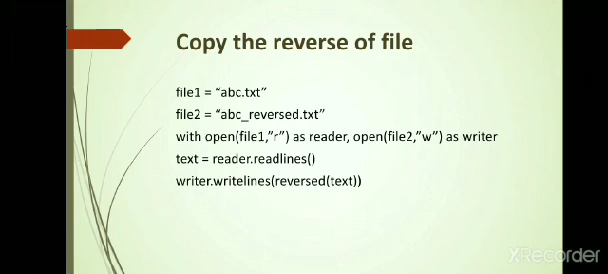 Copy the reverse of file
file1 = “abc.txt”
file2 = “abc_reversed.txt”
with open(file1,”r”) as reader, open(file2,”w”) as writer
text = reader.readlines()
writer.writelines(reversed(text))
XRecorder